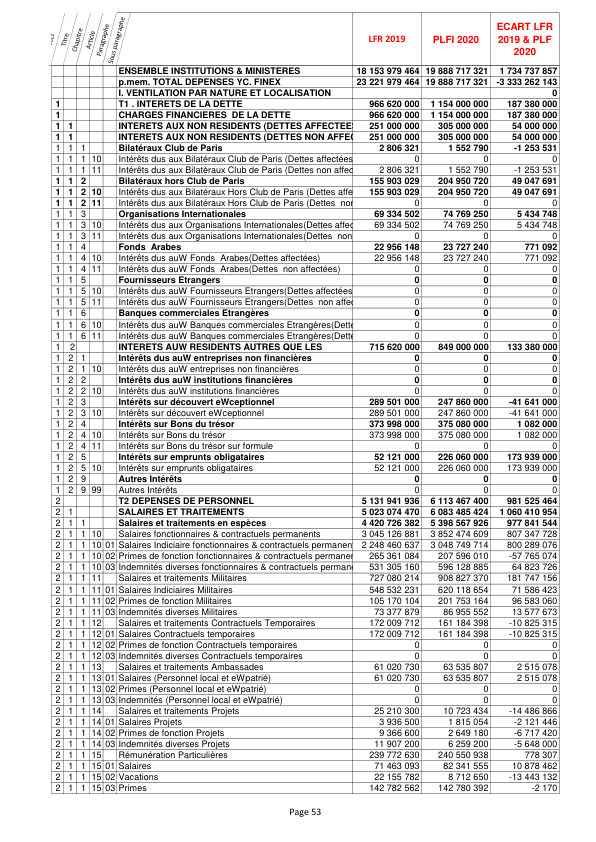 Titre Chapitre Article Paragraphe Sous paragraphe LFR 2019 PLFI 2020 ECART LFR 2019 & PLF 2020
ENSEMBLE INSTITUTIONS & MINISTERES 18 153 979 464 19 888 717 321 1 734 737 857
p.mem. TOTAL DEPENSES YC. FINEX 23 221 979 464 19 888 717 321 -3 333 262 143
I. VENTILATION PAR NATURE ET LOCALISATION 0
1 T1 . INTERETS DE LA DETTE 966 620 000 1 154 000 000 187 380 000
1 CHARGES FINANCIERES DE LA DETTE 966 620 000 1 154 000 000 187 380 000
1 1 INTERETS AUX NON RESIDENTS (DETTES AFFECTEE 251 000 000 305 000 000 54 000 000
1 1 INTERETS AUX NON RESIDENTS (DETTES NON AFFEC 251 000 000 305 000 000 54 000 000
1 1 1 Bilatéraux Club de Paris 2 806 321 1 552 790 -1 253 531
1 1 1 10 Intérêts dus aux Bilatéraux Club de Paris (Dettes affectées 0 0 0
1 1 1 11 Intérêts dus aux Bilatéraux Club de Paris (Dettes non affec 2 806 321 1 552 790 -1 253 531
1 1 2 Bilatéraux hors Club de Paris 155 903 029 204 950 720 49 047 691
1 1 2 10 Intérêts dus aux Bilatéraux Hors Club de Paris (Dettes affe 155 903 029 204 950 720 49 047 691
1 1 2 11 Intérêts dus aux Bilatéraux Hors Club de Paris (Dettes non 0 0 0
1 1 3 Organisations Internationales 69 334 502 74 769 250 5 434 748
1 1 3 10 Intérêts dus aux Organisations Internationales(Dettes affec 69 334 502 74 769 250 5 434 748
1 1 3 11 Intérêts dus aux Organisations Internationales(Dettes non 0 0 0
1 1 4 Fonds Arabes 22 956 148 23 727 240 771 092
1 1 4 10 Intérêts dus auW Fonds Arabes(Dettes affectées) 22 956 148 23 727 240 771 092
1 1 4 11 Intérêts dus auW Fonds Arabes(Dettes non affectées) 0 0 0
1 1 5 Fournisseurs Etrangers 0 0 0
1 1 5 10 Intérêts dus auW Fournisseurs Etrangers(Dettes affectées 0 0 0
1 1 5 11 Intérêts dus auW Fournisseurs Etrangers(Dettes non affec 0 0 0
1 1 6 Banques commerciales Etrangères 0 0 0
1 1 6 10 Intérêts dus auW Banques commerciales Etrangères(Dette 0 0 0
1 1 6 11 Intérêts dus auW Banques commerciales Etrangères(Dette 0 0 0
1 2 INTERETS AUW RESIDENTS AUTRES QUE LES 715 620 000 849 000 000 133 380 000
1 2 1 Intérêts dus auW entreprises non financières 0 0 0
1 2 1 10 Intérêts dus auW entreprises non financières 0 0 0
1 2 2 Intérêts dus auW institutions financières 0 0 0
1 2 2 10 Intérêts dus auW institutions financières 0 0 0
1 2 3 Intérêts sur découvert eWceptionnel 289 501 000 247 860 000 -41 641 000
1 2 3 10 Intérêts sur découvert eWceptionnel 289 501 000 247 860 000 -41 641 000
1 2 4 Intérêts sur Bons du trésor 373 998 000 375 080 000 1 082 000
1 2 4 10 Intérêts sur Bons du trésor 373 998 000 375 080 000 1 082 000
1 2 4 11 Intérêts sur Bons du trésor sur formule 0 0 0
1 2 5 Intérêts sur emprunts obligataires 52 121 000 226 060 000 173 939 000
1 2 5 10 Intérêts sur emprunts obligataires 52 121 000 226 060 000 173 939 000
1 2 9 Autres Intérêts 0 0 0
1 2 9 99 Autres Intérêts 0 0 0
2 T2 DEPENSES DE PERSONNEL 5 131 941 936 6 113 467 400 981 525 464
2 1 SALAIRES ET TRAITEMENTS 5 023 074 470 6 083 485 424 1 060 410 954
2 1 1 Salaires et traitements en espèces 4 420 726 382 5 398 567 926 977 841 544
2 1 1 10 Salaires fonctionnaires & contractuels permanents 3 045 126 881 3 852 474 609 807 347 728
2 1 1 10 01 Salaires Indiciaire fonctionnaires & contractuels permanen 2 248 460 637 3 048 749 714 800 289 076
2 1 1 10 02 Primes de fonctionnaires & contractuels permanen 265 361 084 207 596 010 -57 765 074
2 1 1 10 03 Indemnités diverses fonctionnaires & contractuels perman 531 305 160 596 128 885 64 823 726
2 1 1 11 Salaires et traitements Militaires 727 080 214 908 827 370 181 747 156
2 1 1 11 01 Salaires Indiciaires Militaires 548 532 231 620 118 654 71 586 423
2 1 1 11 02 Primes de fonction Militaires 105 170 104 201 753 164 96 583 060
2 1 1 11 03 Indemnités diverses Militaires 73 377 879 86 955 552 13 577 673
2 1 1 12 Salaires et traitements Contractuels Temporaires 172 009 712 161 184 398 -10 825 315
2 1 1 12 01 Salaires Contractuels temporaires 172 009 712 161 184 398 -10 825 315
2 1 1 12 02 Primes de fonction Contractuels temporaires 0 0 0
2 1 1 12 03 Indemnités diverses Contractuels temporaires 0 0 0
2 1 1 13 Salaires et traitements Ambassades 61 020 730 63 535 807 2 515 078
2 1 1 13 01 Salaires (Personnel local et eWpatrié) 61 020 730 63 535 807 2 515 078
2 1 1 13 02 Primes (Personnel local et eWpatrié) 0 0 0
2 1 1 13 03 Indemnités (Personnel local et eWpatrié) 0 0 0
2 1 1 14 Salaires et traitements Projets 25 210 300 10 723 434 -14 486 866
2 1 1 14 01 Salaires Projets 3 936 500 1 815 054 -2 121 446
2 1 1 14 02 Primes de fonction Projets 9 366 600 2 649 180 -6 717 420
2 1 1 14 03 Indemnités diverses Projets 11 907 200 6 259 200 -5 648 000
2 1 1 15 Rémunération Particulières 239 772 630 240 550 938 778 307
2 1 1 15 01 Salaires 71 463 093 82 341 555 10 878 462
2 1 1 15 02 Vacations 22 155 782 8 712 650 -13 443 132
2 1 1 15 03 Primes 142 782 562 142 780 392 -2 170
Page 53